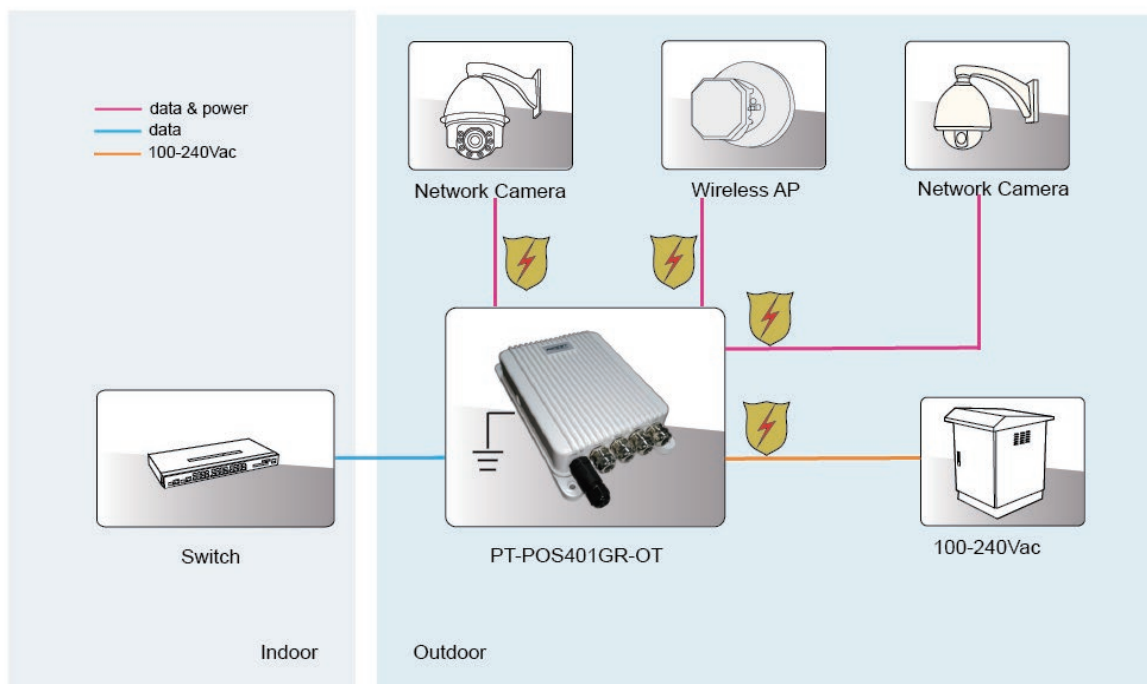 data & power
data
100-240Vac
Network Camera
Wireless AP
Network Camera
Switch
PT-POS401GR-OT
100-240Vac
Indoor
Outdoor